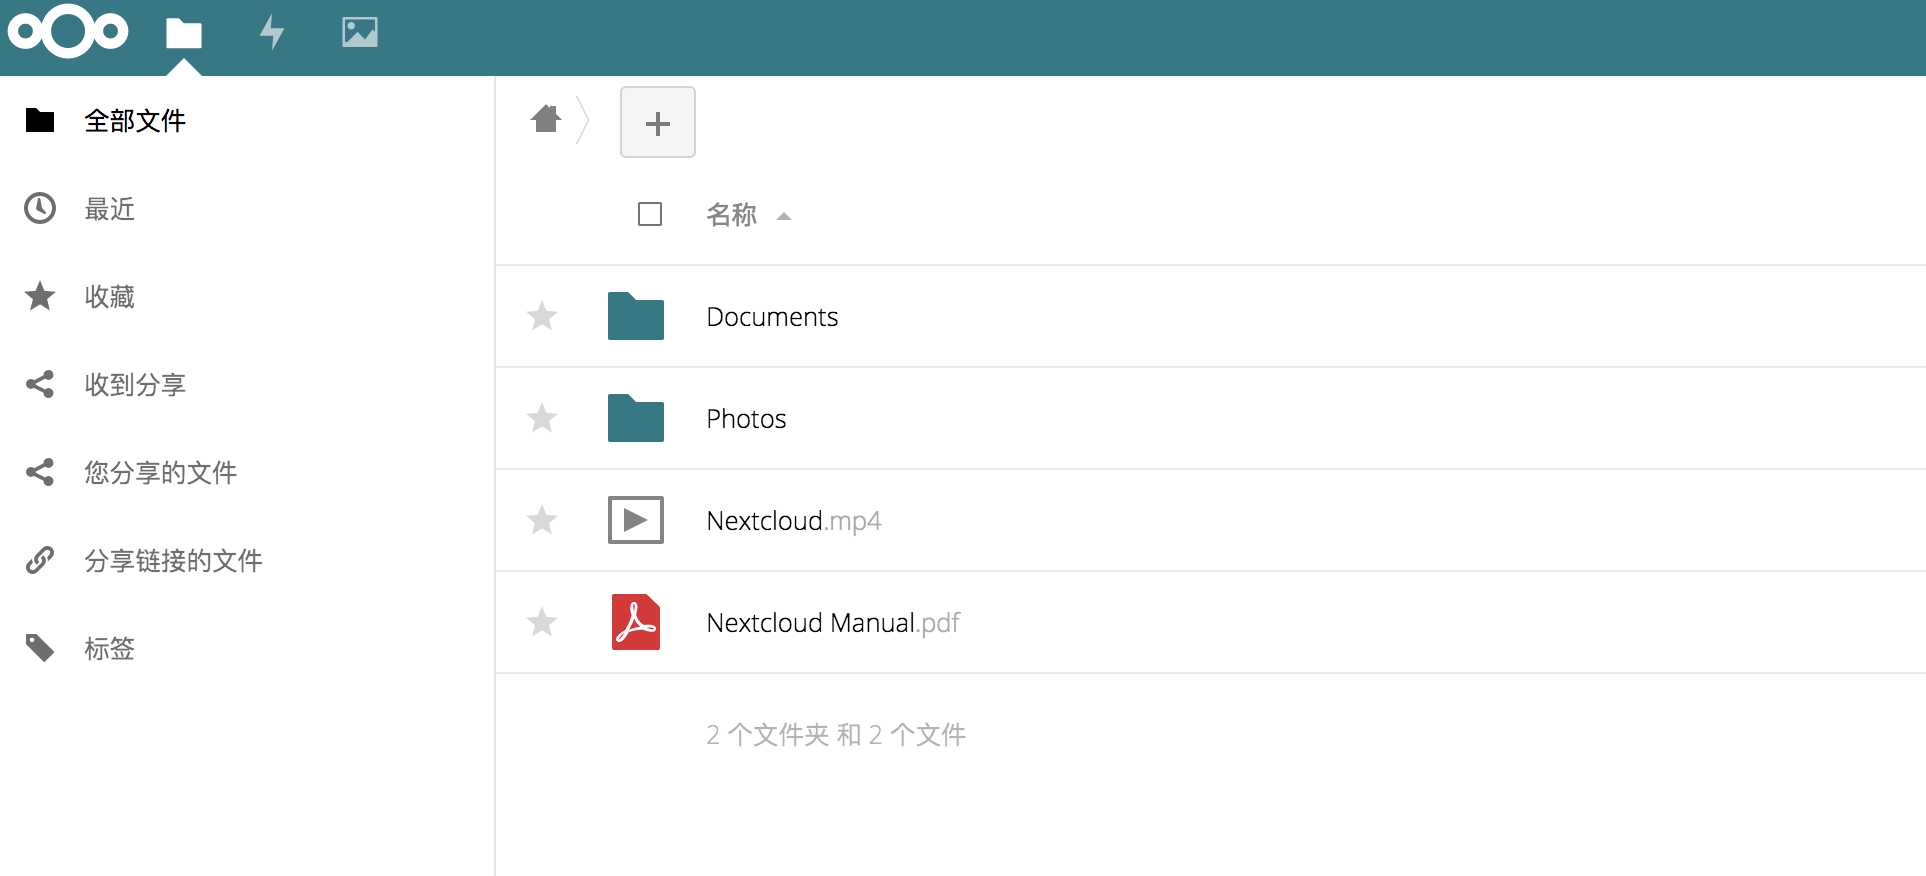 全部文件
最近
收藏
收到分享
您分享的文件
分享链接的文件
标签
名称
Documents
Photos
Nextcloud.mp4
Nextcloud Manual.pdf
2 个文件夹 和 2 个文件